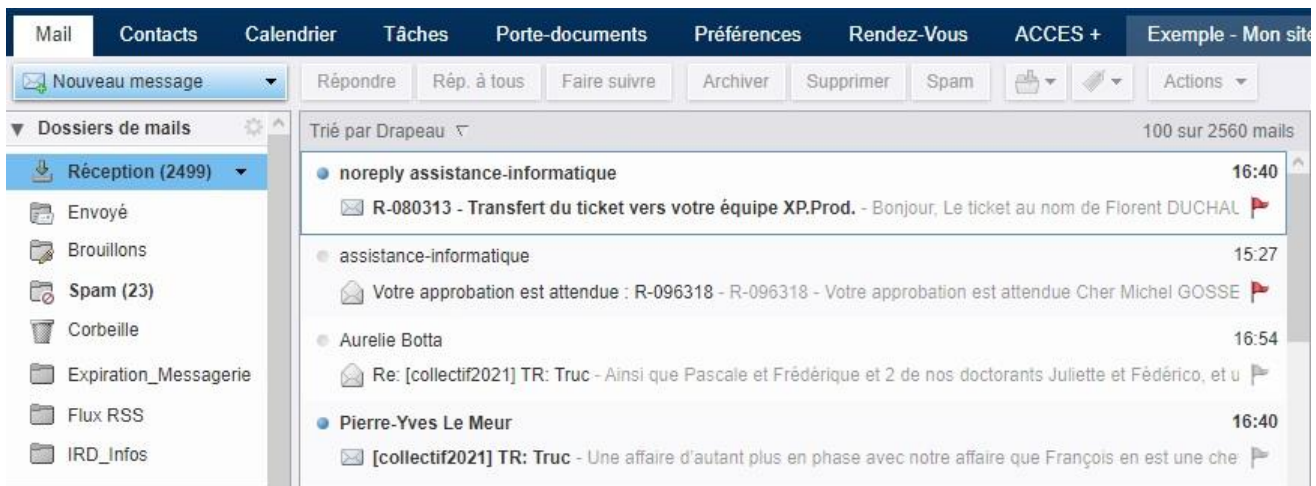 Mail Contacts Calendrier Tâches Porte-documents Préférences Rendez-Vous ACCES + Exemple - Mon site
Nouveau message Répondre Rép. à tous Faire suivre Archiver Supprimer Spam Actions
Dossiers de mails
Réception (2499)
Envoyé
Brouillons
Spam (23)
Corbeille
Expiration_Messagerie
Flux RSS
IRD_Infos
Trié par Drapeau 100 sur 2560 mails
noreply assistance-informatique 16:40
R-080313 - Transfert du ticket vers votre équipe XP.Prod. - Bonjour, Le ticket au nom de Florent DUCHAU
assistance-informatique 15:27
Votre approbation est attendue : R-096318 - R-096318 - Votre approbation est attendue Cher Michel GOSSE
Aurelie Botta 16:54
Re: [collectif2021] TR: Truc - Ainsi que Pascale et Frédérique et 2 de nos doctorants Juliette et Fédérico, et u
Pierre-Yves Le Meur 16:40
[collectif2021] TR: Truc - Une affaire d'autant plus en phase avec notre affaire que François en est une che